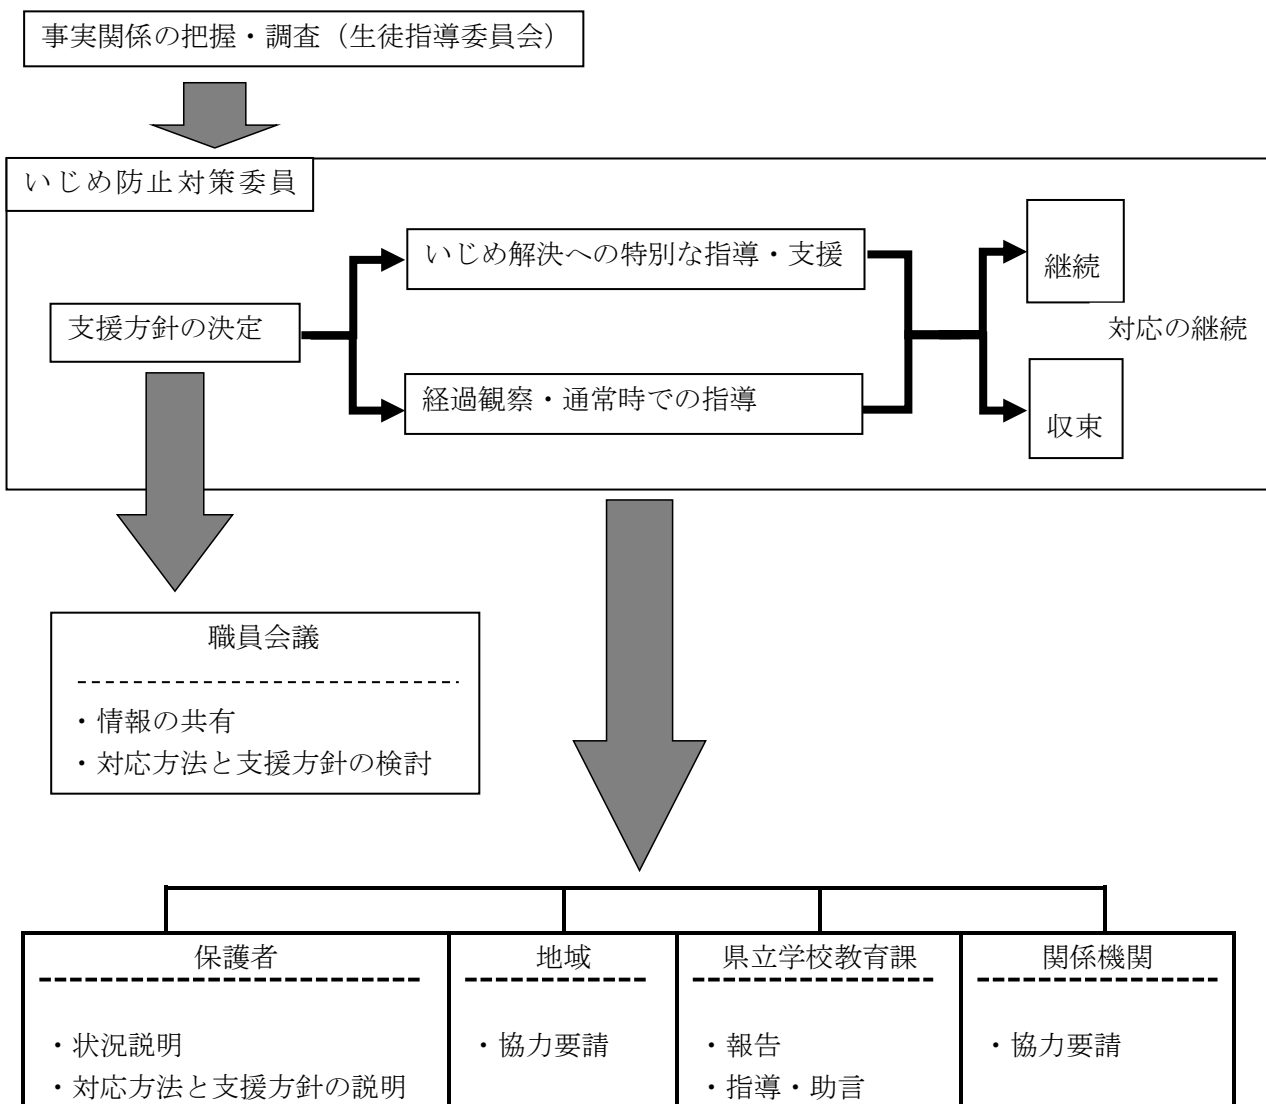 事実関係の把握・調査（生徒指導委員会）
いじめ防止対策委員
いじめ解決への特別な指導・支援
継続
支援方針の決定
対応の継続
経過観察・通常時での指導
収束
職員会議
・情報の共有
・対応方法と支援方針の検討
保護者
・状況説明
・対応方法と支援方針の説明
地域
・協力要請
県立学校教育課
・報告
・指導・助言
関係機関
・協力要請